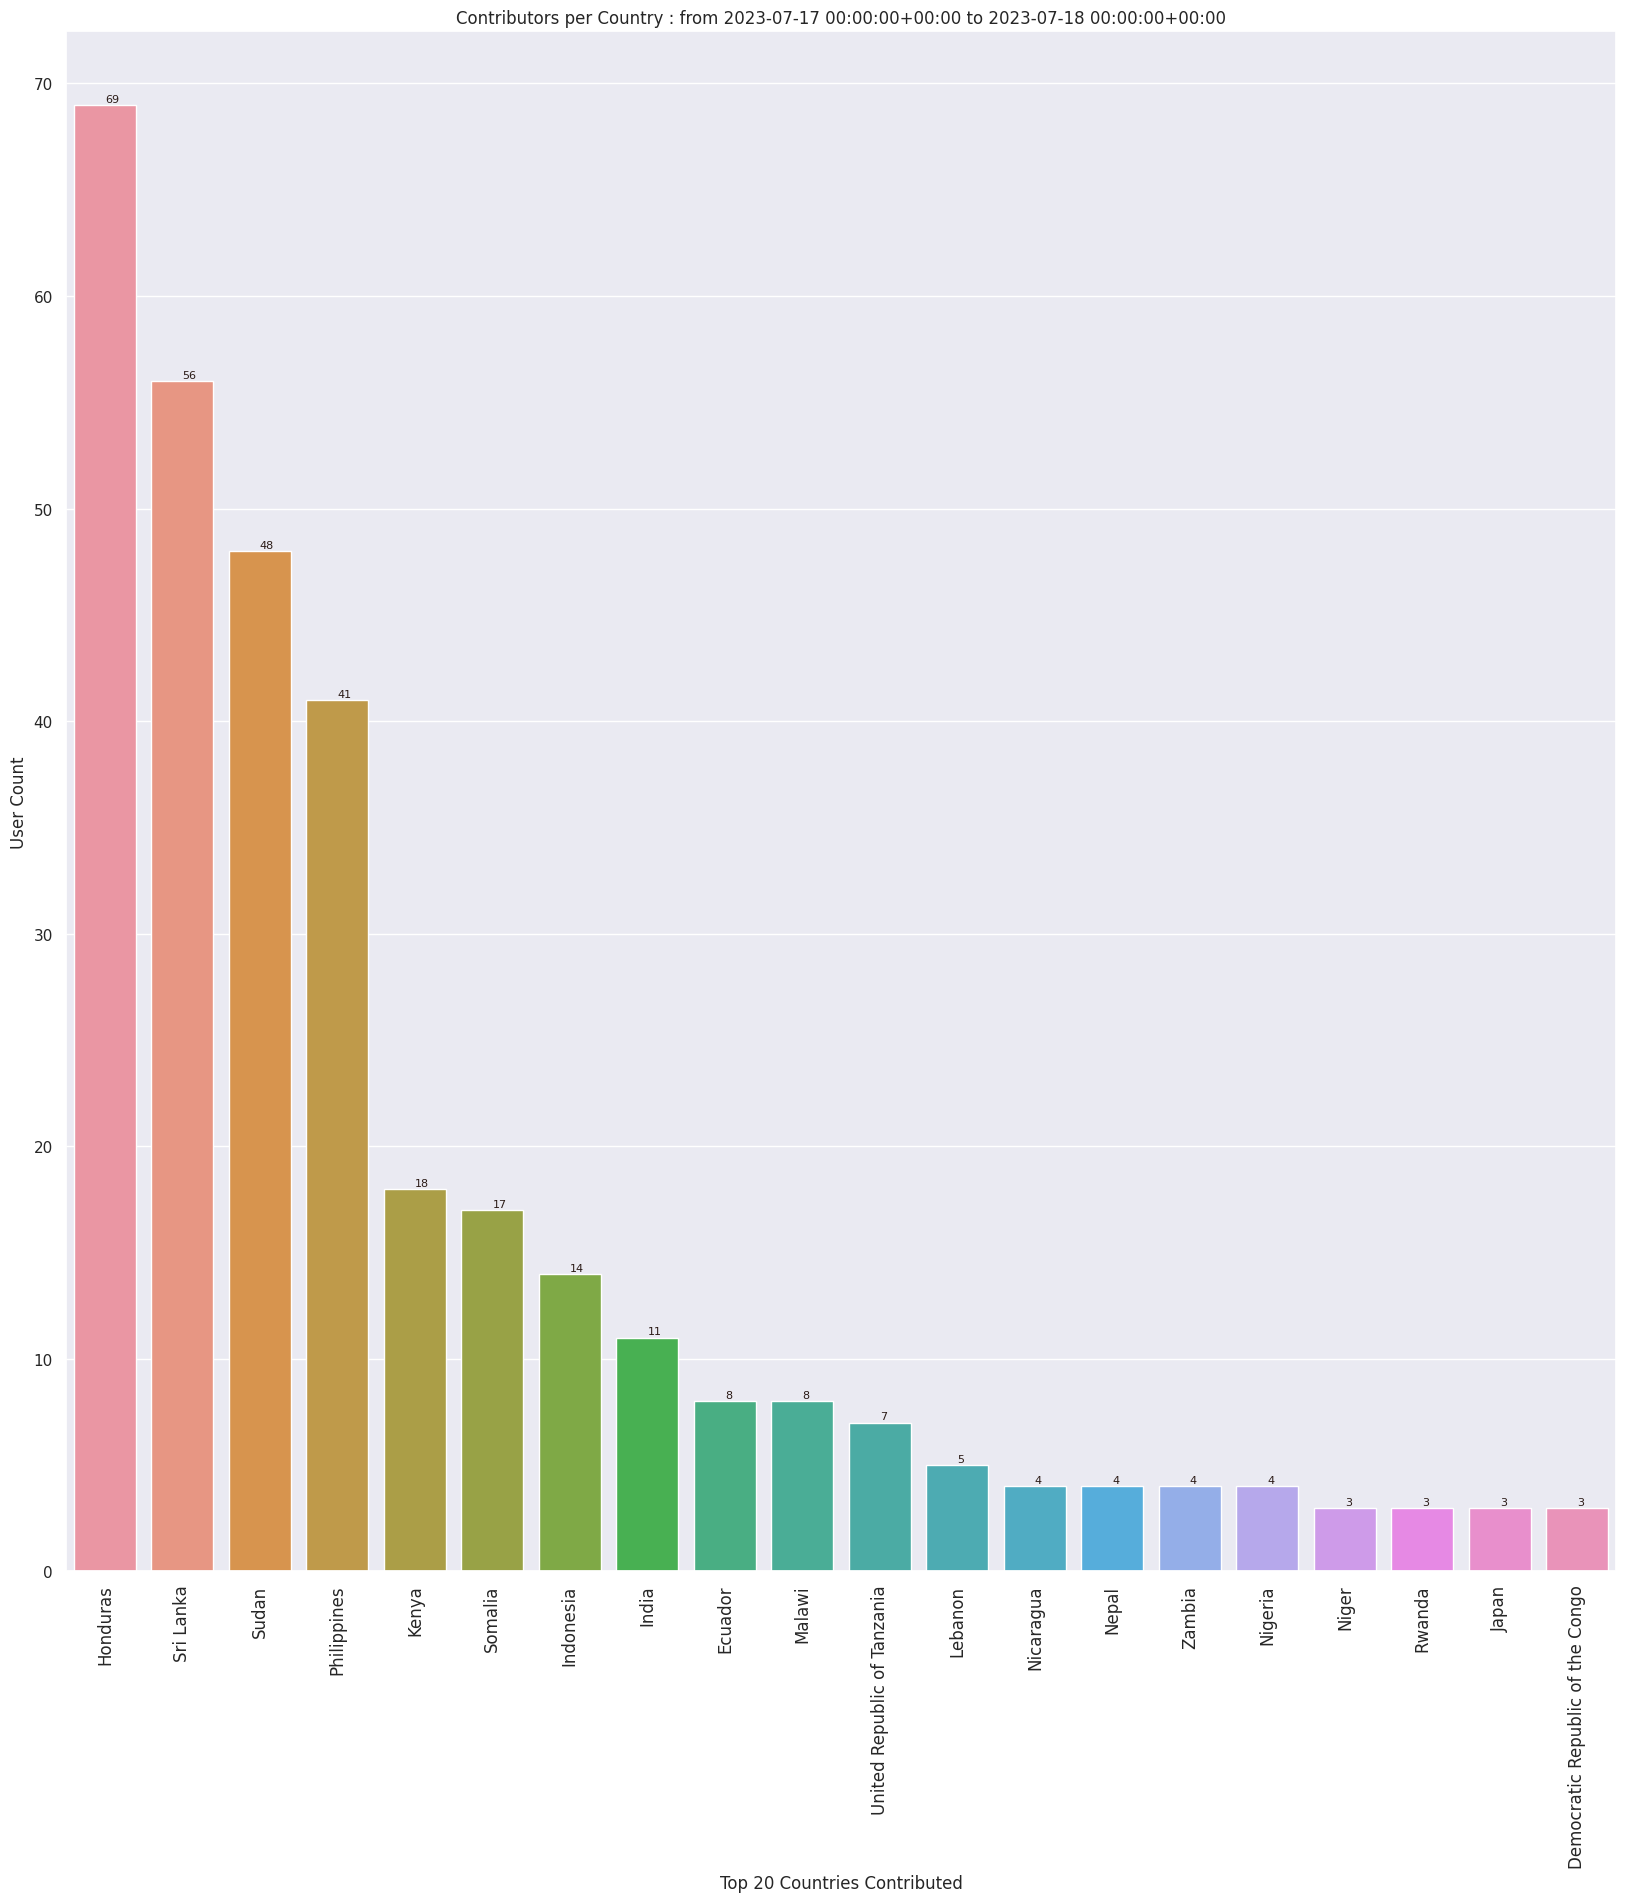 Contributors per Country : from 2023-07-17 00:00:00+00:00 to 2023-07-18 00:00:00+00:00
70
60
50
40
30
20
10
0
User Count
69
56
48
41
18
17
14
11
8
8
7
5
4
4
4
4
3
3
3
3
Honduras
Sri Lanka
Sudan
Philippines
Kenya
Somalia
Indonesia
India
Ecuador
Malawi
United Republic of Tanzania
Lebanon
Nicaragua
Nepal
Zambia
Nigeria
Niger
Rwanda
Japan
Democratic Republic of the Congo
Top 20 Countries Contributed